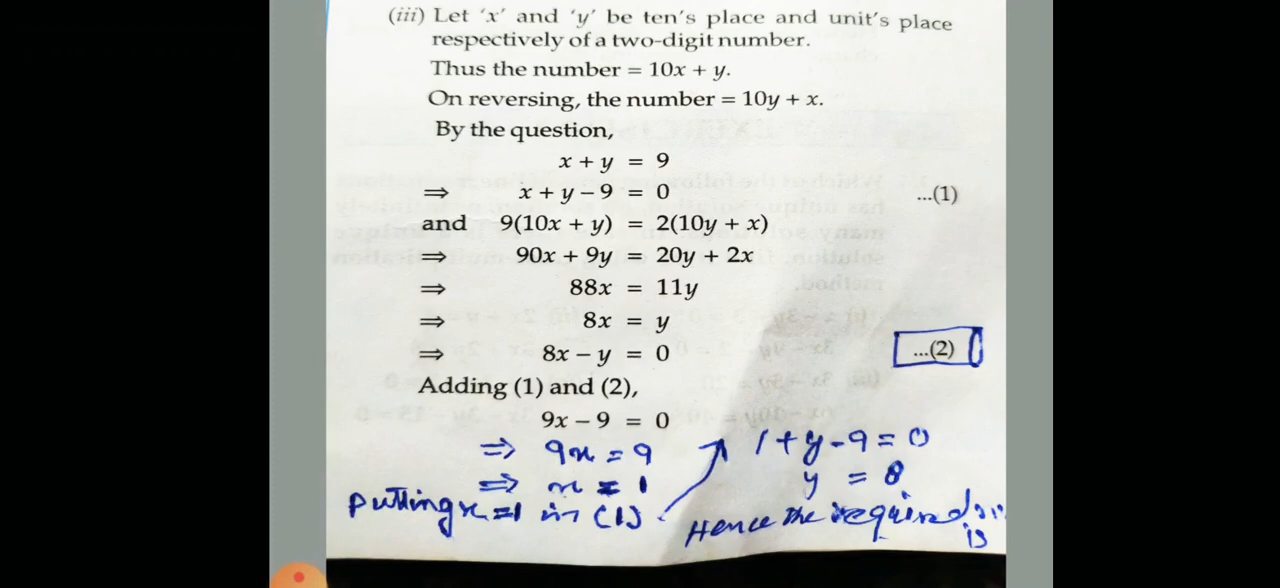 (iii) Let 'x' and 'y' be ten's place and unit's place
respectively of a two-digit number.
Thus the number = 10x + y.
On reversing, the number = 10y + x.
By the question,
x + y = 9
⇒ x + y – 9 = 0 ...(1)
and 9(10x + y) = 2(10y + x)
⇒ 90x + 9y = 20y + 2x
⇒ 88x = 11y
⇒ 8x = y
⇒ 8x – y = 0 ...(2)
Adding (1) and (2),
9x – 9 = 0
⇒ 9x = 9
⇒ x = 1
Putting x=1 in (1)
1+y-9=0
y = 8
Hence the required
is